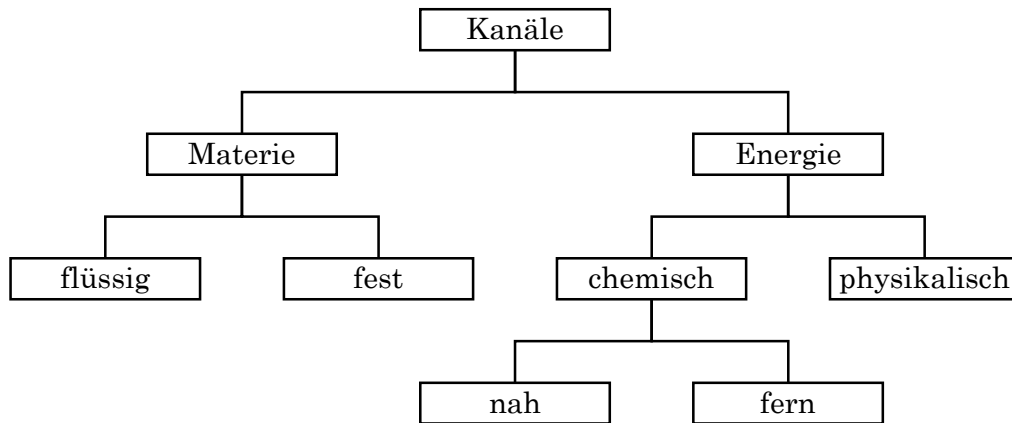 Kanäle
Materie
Energie
flüssig
fest
chemisch
physikalisch
nah
fern